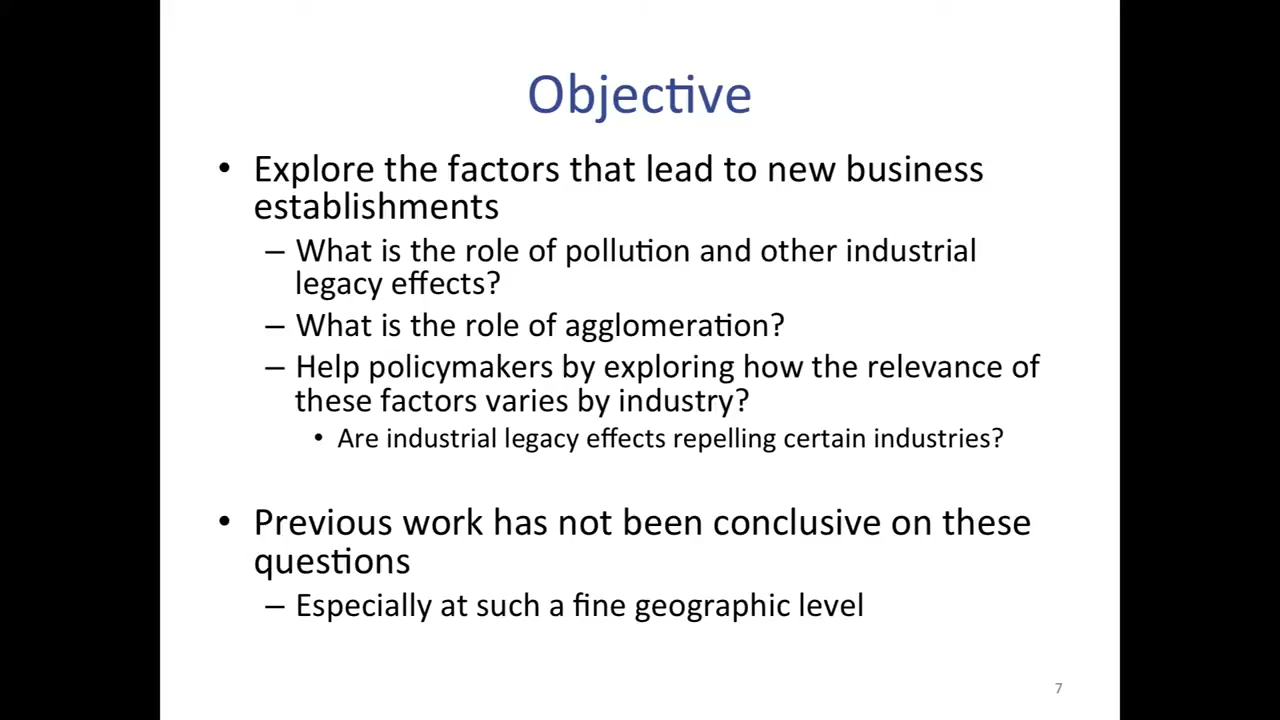 Objective
• Explore the factors that lead to new business
establishments
– What is the role of pollution and other industrial
legacy effects?
– What is the role of agglomeration?
– Help policymakers by exploring how the relevance of
these factors varies by industry?
• Are industrial legacy effects repelling certain industries?
• Previous work has not been conclusive on these
questions
– Especially at such a fine geographic level
7